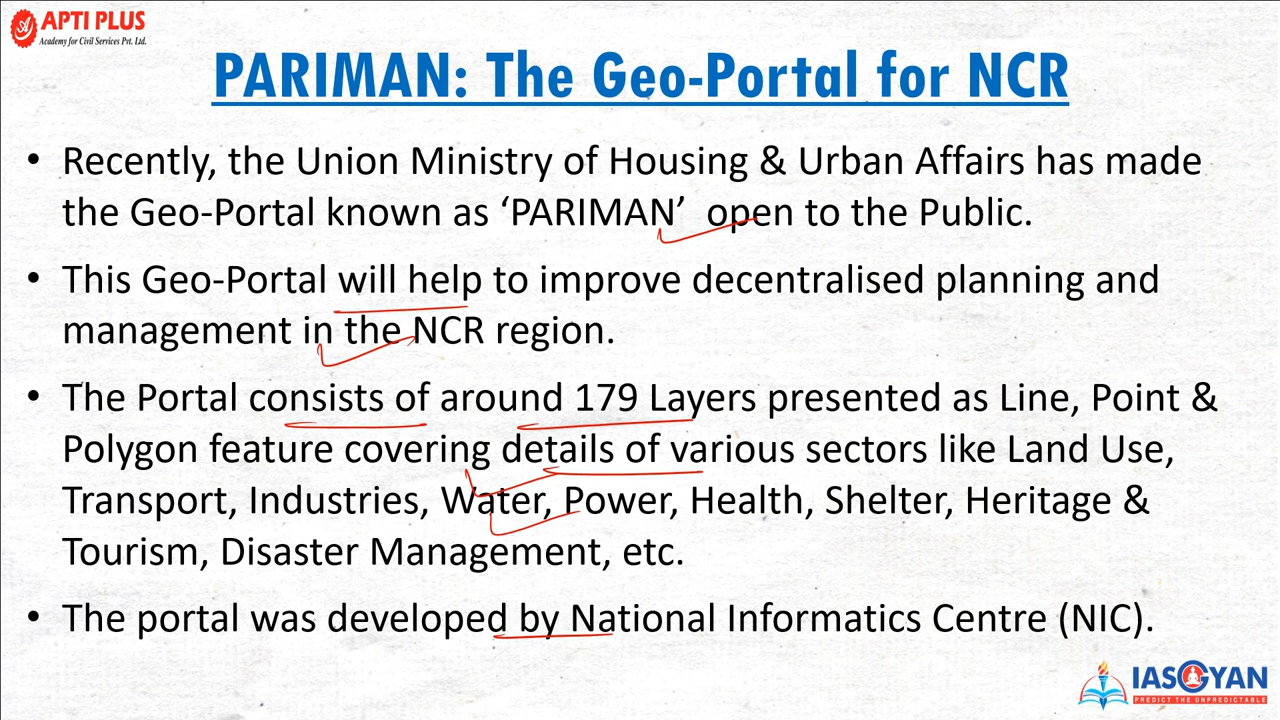 APTI PLUS
Academy for Civil Services Pvt. Ltd.
PARIMAN: The Geo-Portal for NCR
• Recently, the Union Ministry of Housing & Urban Affairs has made
the Geo-Portal known as ‘PARIMAN’ open to the Public.
• This Geo-Portal will help to improve decentralised planning and
management in the NCR region.
• The Portal consists of around 179 Layers presented as Line, Point &
Polygon feature covering details of various sectors like Land Use,
Transport, Industries, Water, Power, Health, Shelter, Heritage &
Tourism, Disaster Management, etc.
• The portal was developed by National Informatics Centre (NIC).
IASGYAN
PREDICT THE UNPREDICTABLE